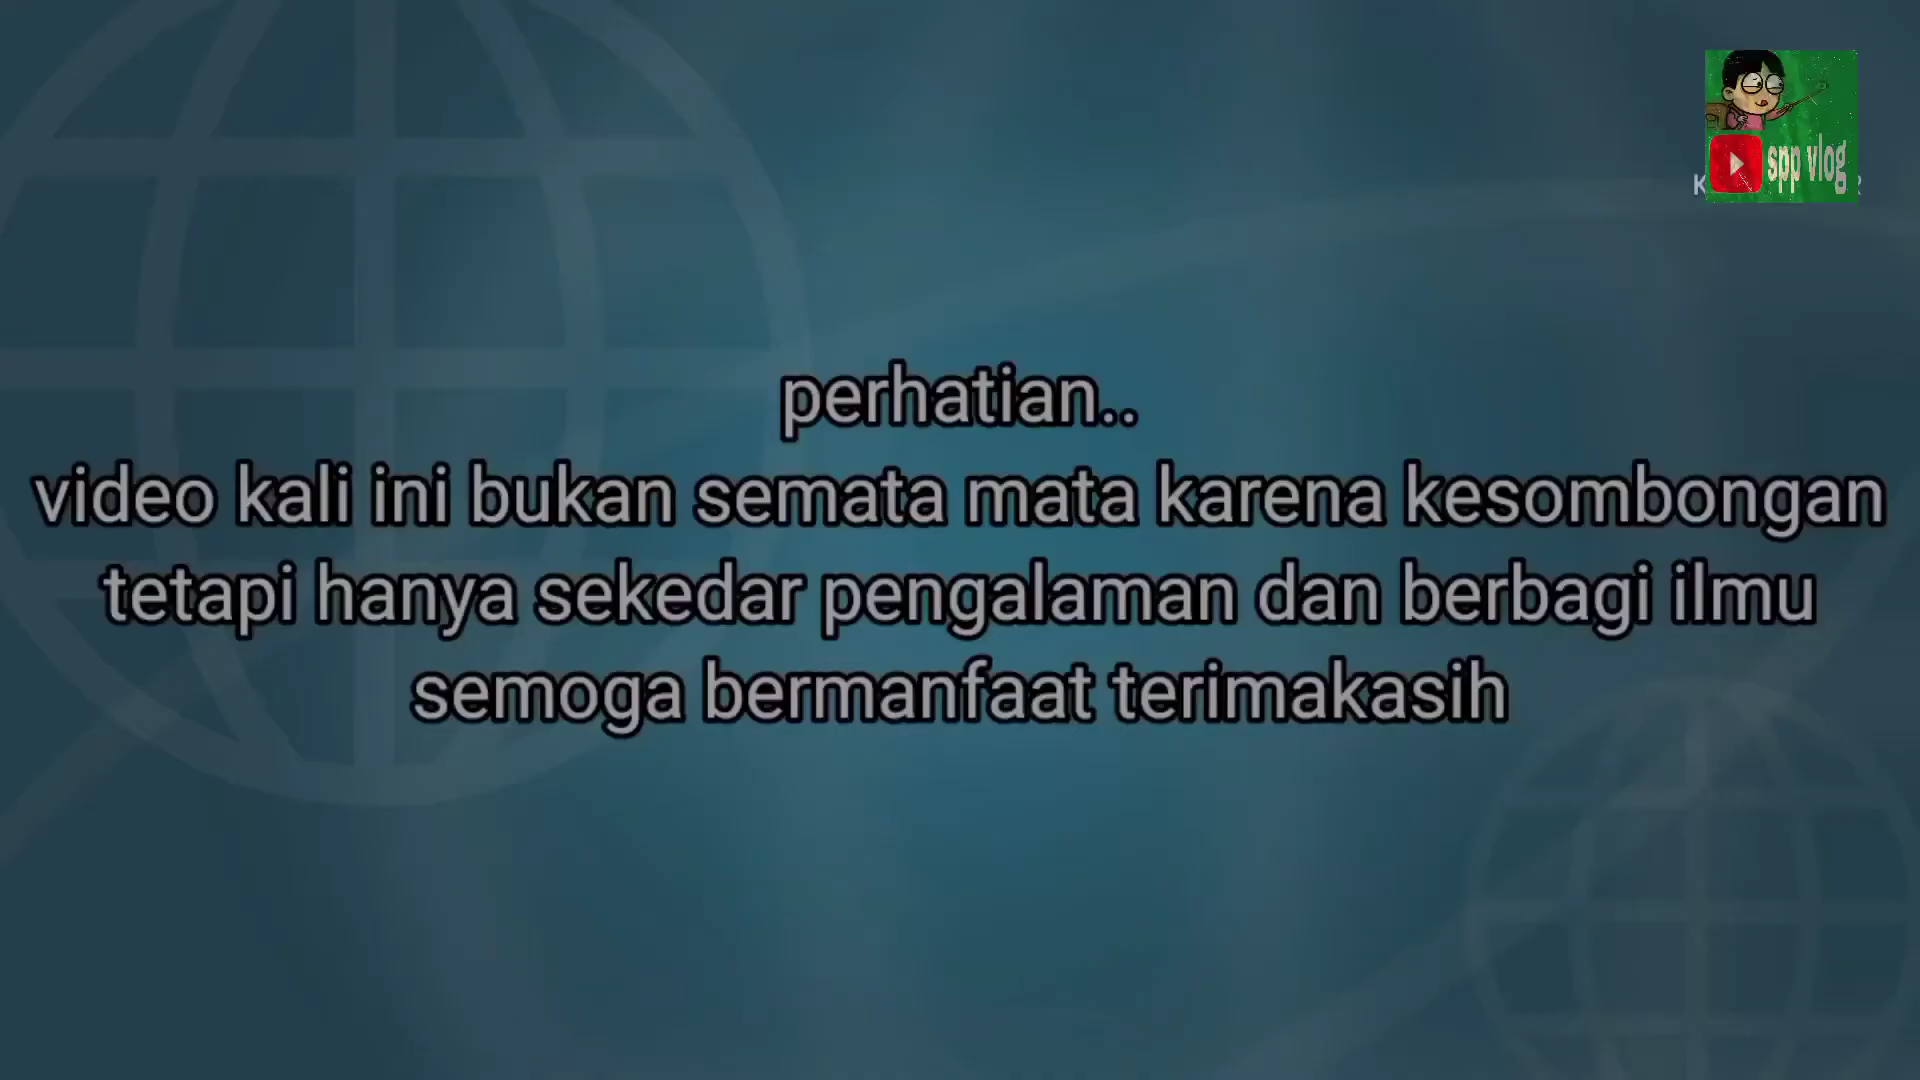 spp vlog
perhatian..
video kali ini bukan semata mata karena kesombongan
tetapi hanya sekedar pengalaman dan berbagi ilmu
semoga bermanfaat terimakasih